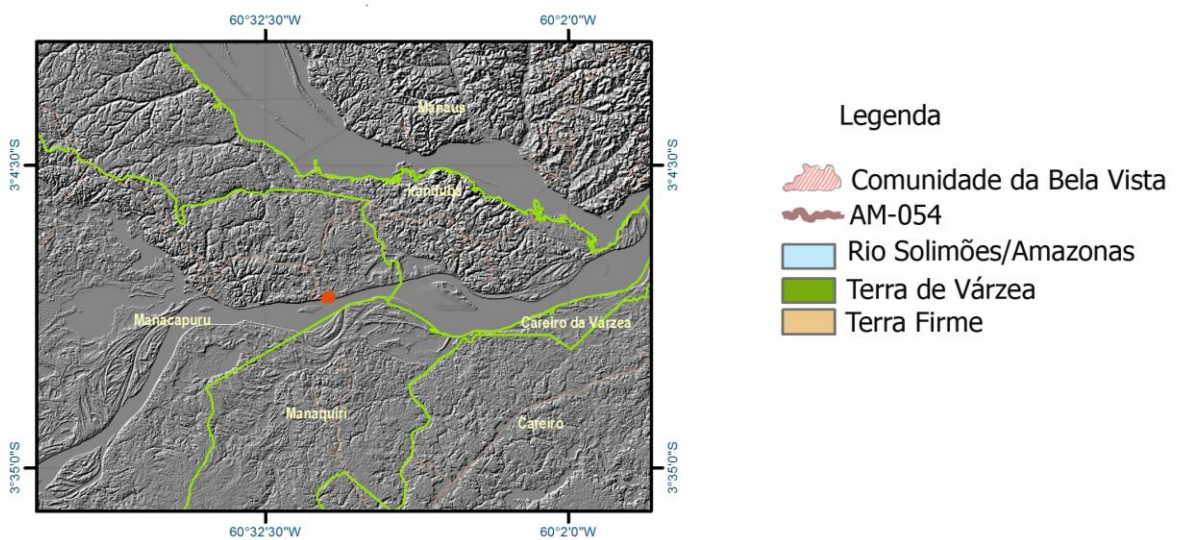 60°32'30"W 60°2'0"W
3°4'30"S
3°4'30"S
Manaus
Iranduba
Manacapuru
Careiro da Várzea
Manaquiri
Careiro
3°35'0"S
3°35'0"S
60°32'30"W 60°2'0"W
Legenda
Comunidade da Bela Vista
AM-054
Rio Solimões/Amazonas
Terra de Várzea
Terra Firme